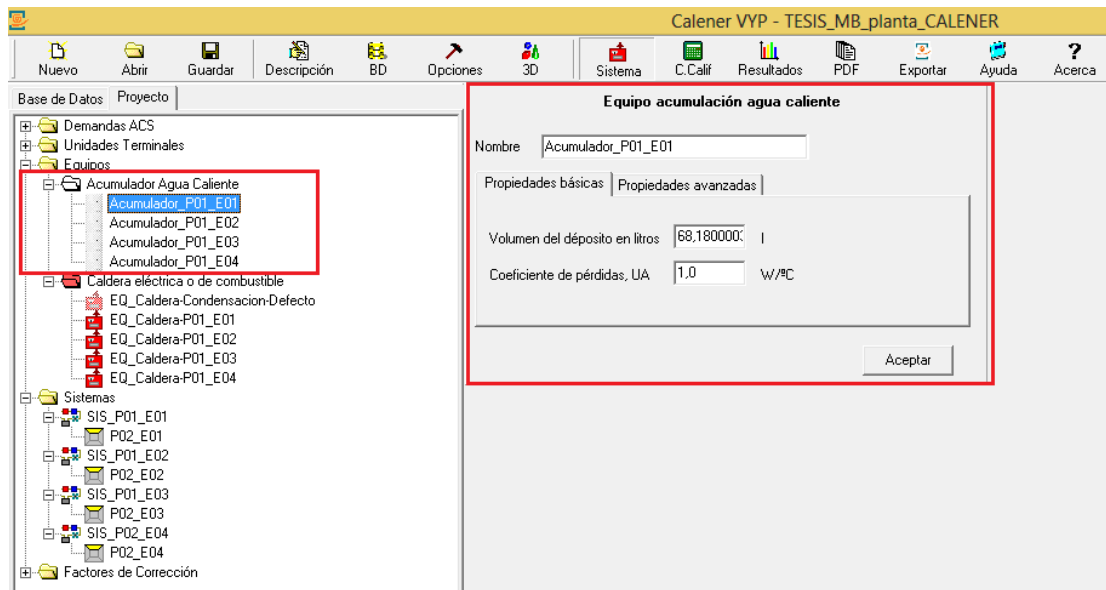 Calener VYP - TESIS_MB_planta_CALENER
Nuevo Abrir Guardar Descripción BD Opciones 3D Sistema C.Calif Resultados PDF Exportar Ayuda Acerca
Base de Datos Proyecto
Demandas ACS
Unidades Terminales
Equipos
Acumulador Agua Caliente
Acumulador_P01_E01
Acumulador_P01_E02
Acumulador_P01_E03
Acumulador_P01_E04
Caldera eléctrica o de combustible
EQ_Caldera-Condensacion-Defecto
EQ_Caldera-P01_E01
EQ_Caldera-P01_E02
EQ_Caldera-P01_E03
EQ_Caldera-P01_E04
Sistemas
SIS_P01_E01
P02_E01
SIS_P01_E02
P02_E02
SIS_P01_E03
P02_E03
SIS_P02_E04
P02_E04
Factores de Corrección
Equipo acumulación agua caliente
Nombre Acumulador_P01_E01
Propiedades básicas Propiedades avanzadas
Volumen del déposito en litros 68,180000 l
Coeficiente de pérdidas, UA 1,0 W/ºC
Aceptar